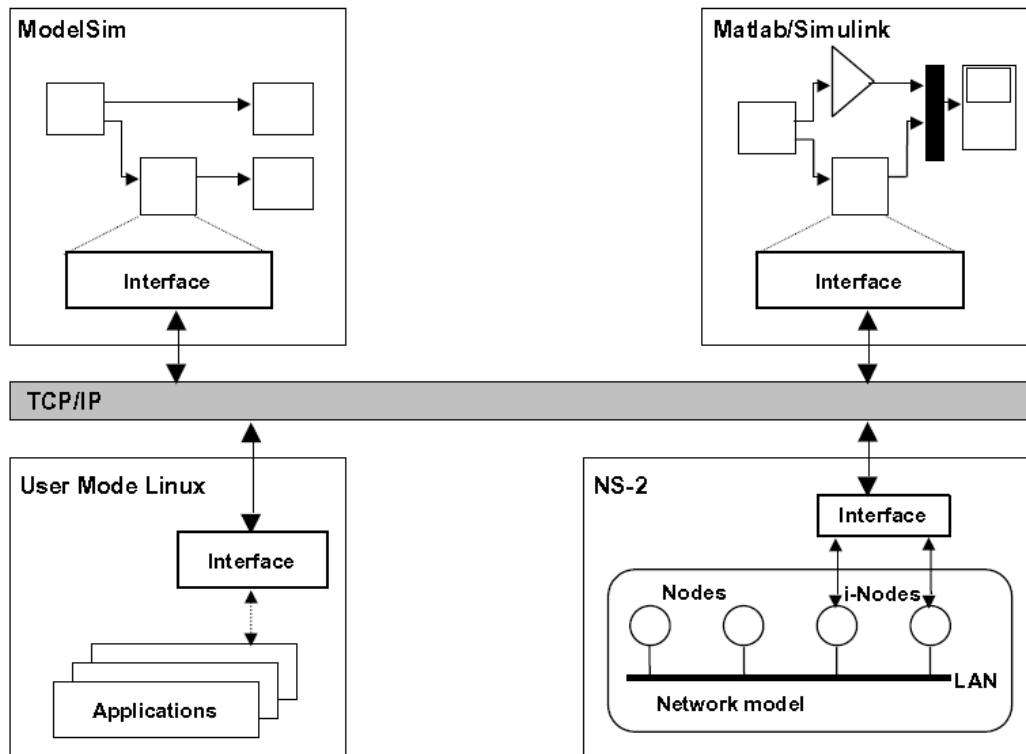 ModelSim
Interface
Matlab/Simulink
Interface
TCP/IP
User Mode Linux
Interface
Applications
NS-2
Interface
Nodes
i-Nodes
LAN
Network model